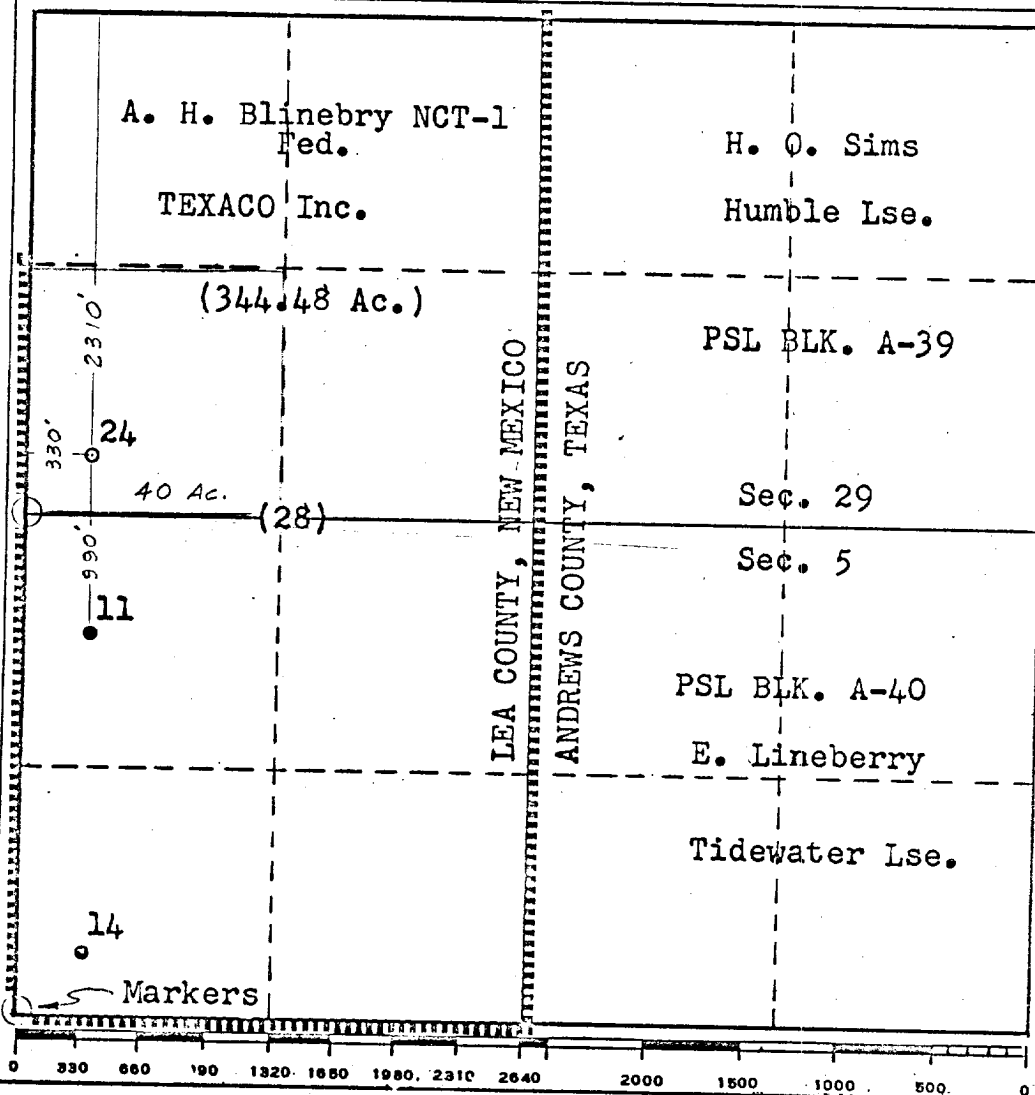 A. H. Blinebry NCT-1
Fed.
TEXACO Inc.
(344.48 Ac.)
2310'
330'
24
40 Ac.
(28)
990'
11
14
Markers
LEA COUNTY, NEW MEXICO
ANDREWS COUNTY, TEXAS
H. O. Sims
Humble Lse.
PSL BLK. A-39
Sec. 29
Sec. 5
PSL BLK. A-40
E. Lineberry
Tidewater Lse.
0 330 660 990 1320 1650 1980 2310 2640 2000 1500 1000 500 0